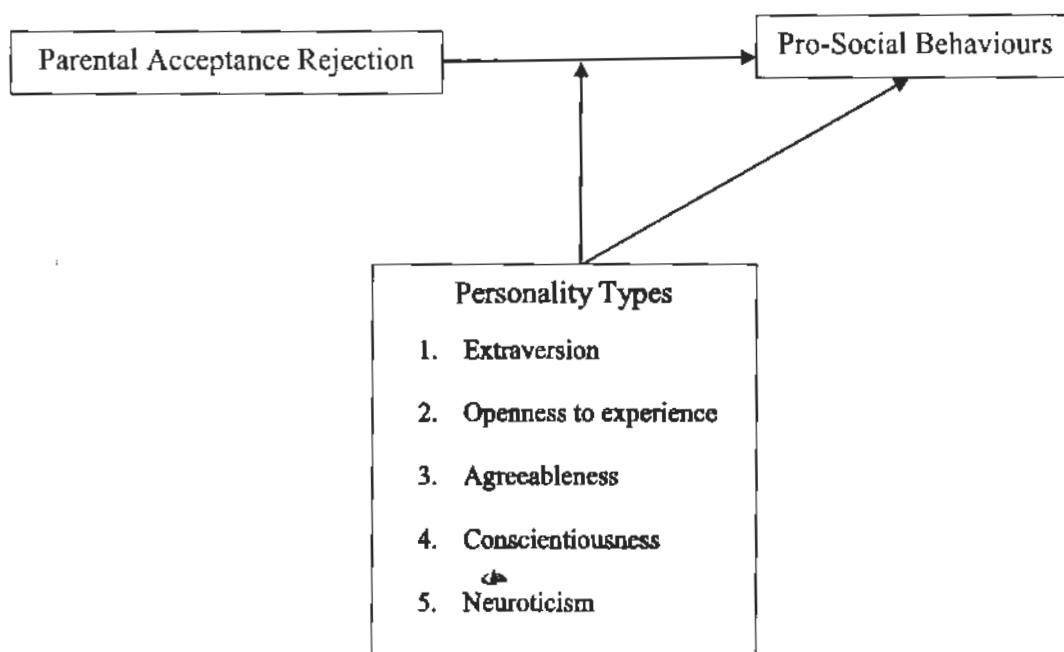 Parental Acceptance Rejection
Pro-Social Behaviours
Personality Types
1. Extraversion
2. Openness to experience
3. Agreeableness
4. Conscientiousness
5. Neuroticism